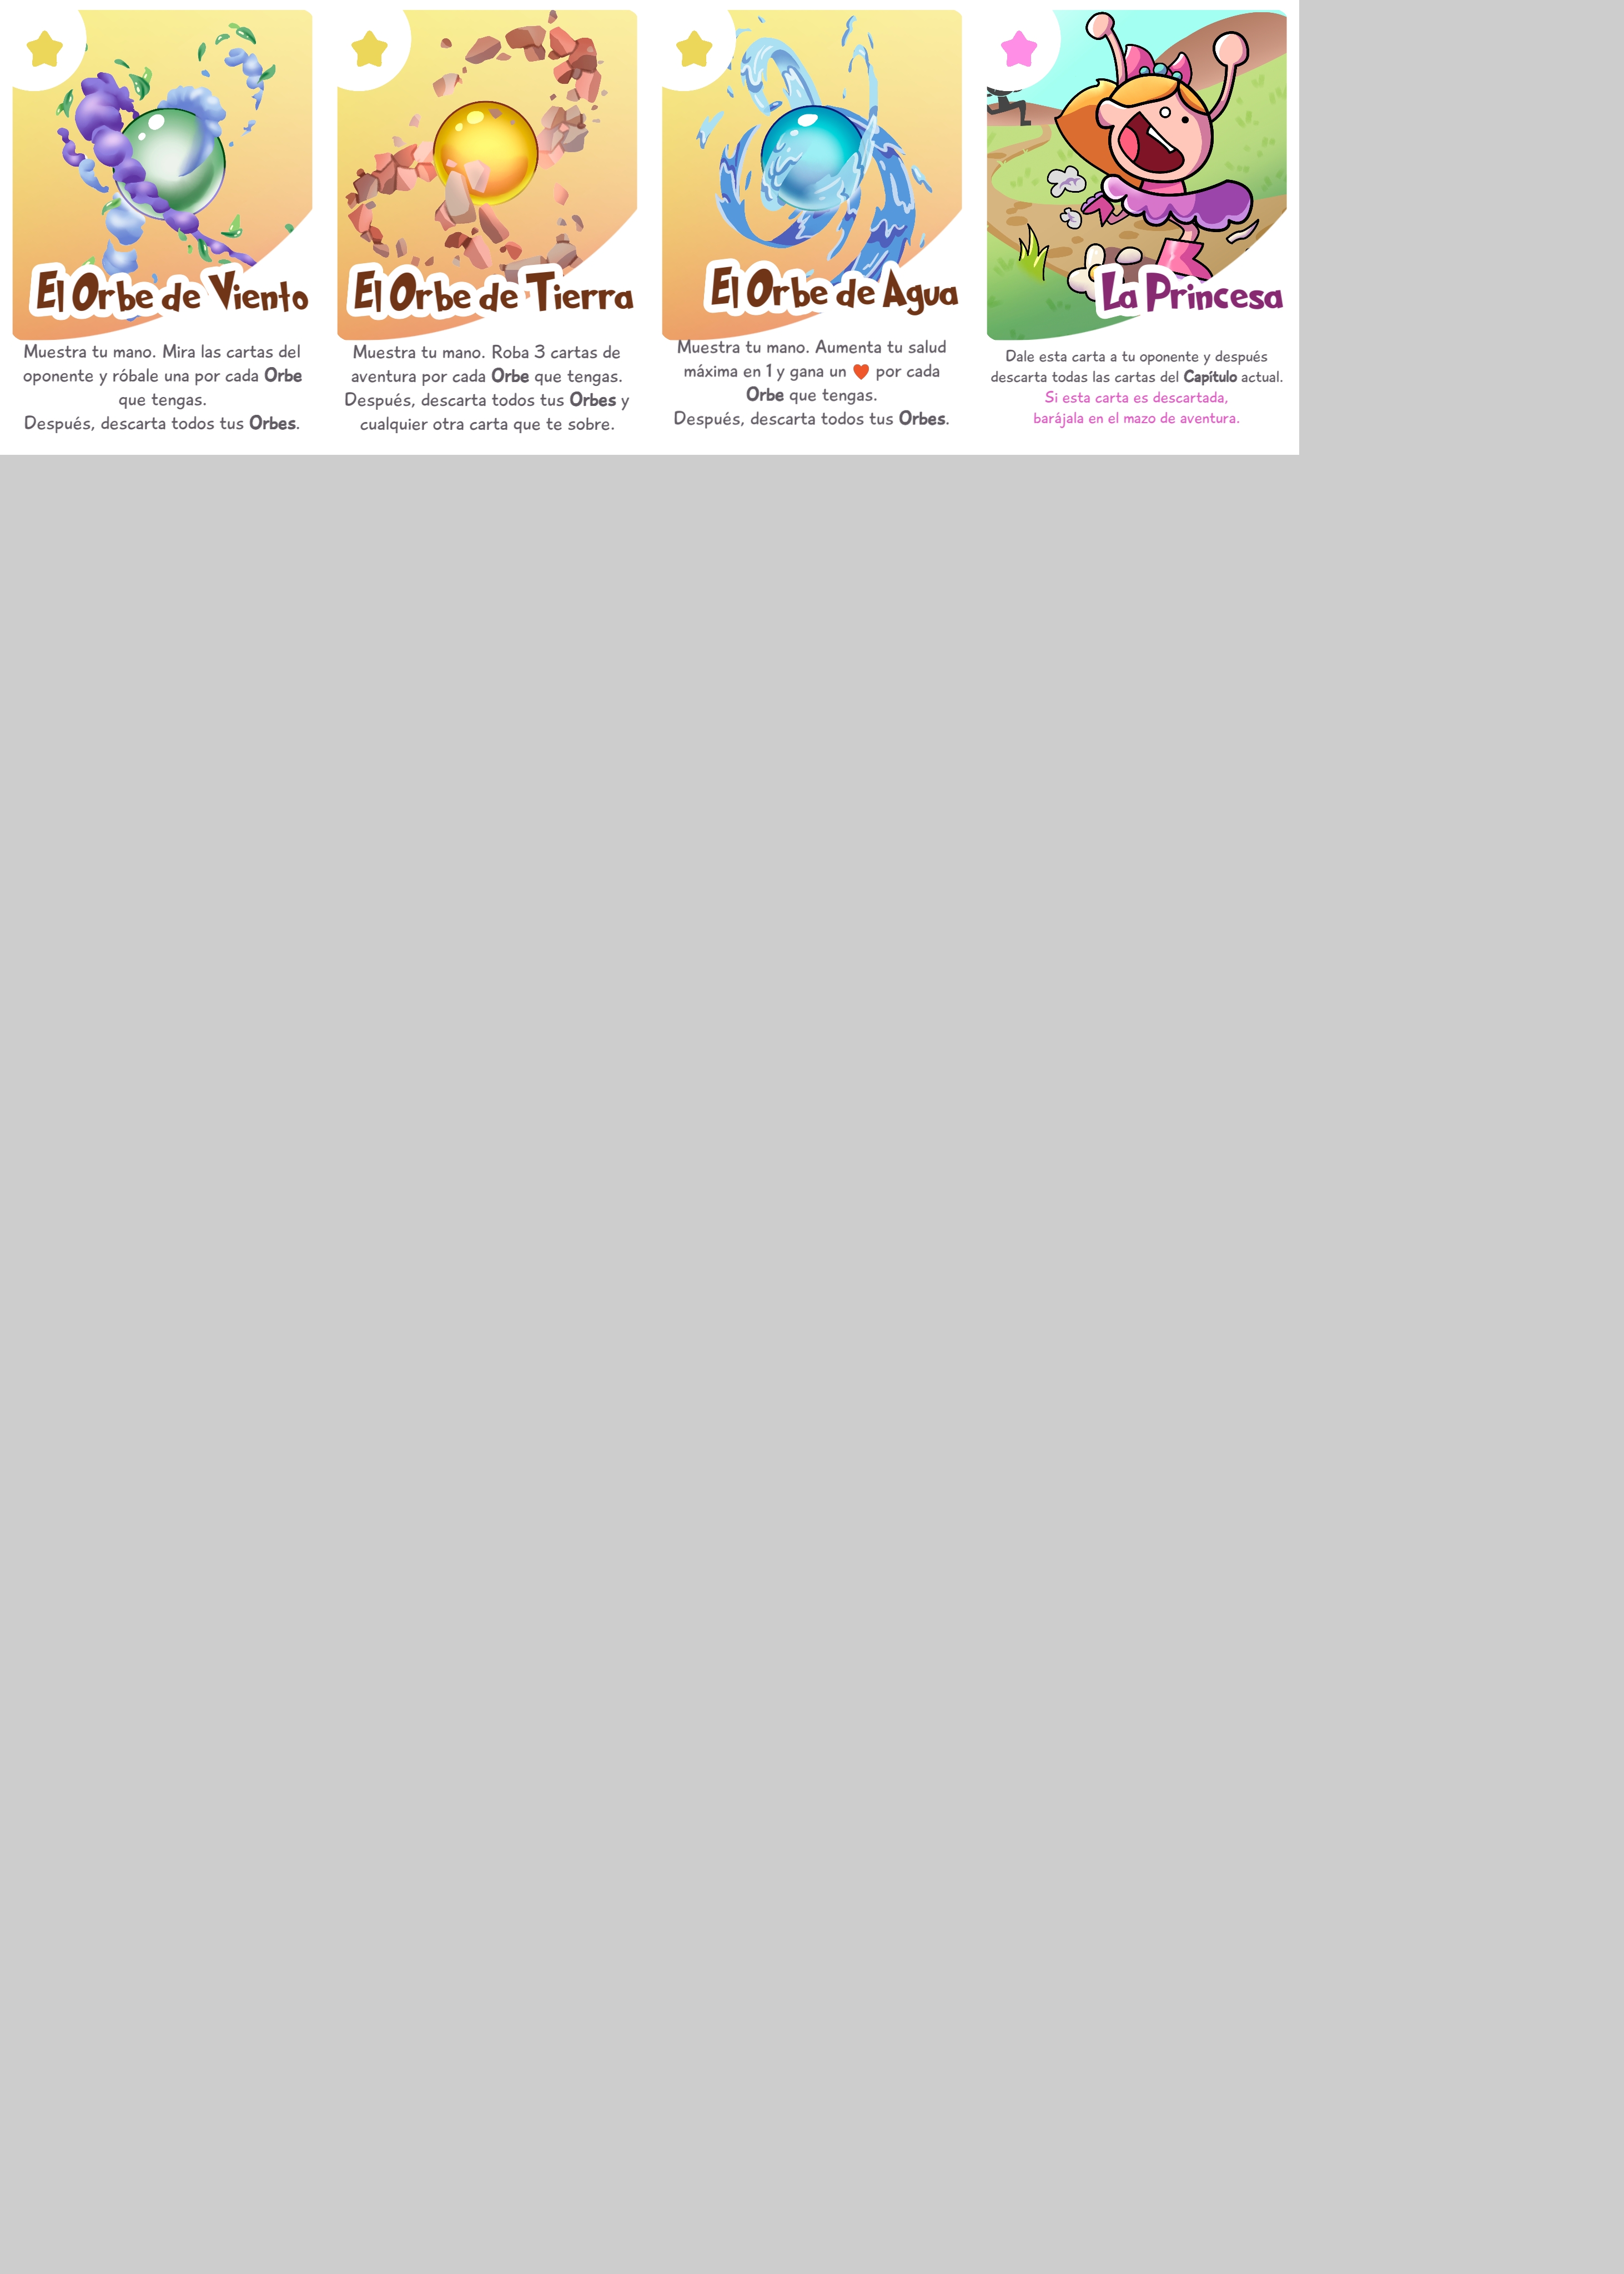 El Orbe de Viento
Muestra tu mano. Mira las cartas del
oponente y róbale una por cada Orbe
que tengas.
Después, descarta todos tus Orbes.
El Orbe de Tierra
Muestra tu mano. Roba 3 cartas de
aventura por cada Orbe que tengas.
Después, descarta todos tus Orbes y
cualquier otra carta que te sobre.
El Orbe de Agua
Muestra tu mano. Aumenta tu salud
máxima en 1 y gana un ❤ por cada
Orbe que tengas.
Después, descarta todos tus Orbes.
La Princesa
Dale esta carta a tu oponente y después
descarta todas las cartas del Capítulo actual.
Si esta carta es descartada,
barájala en el mazo de aventura.